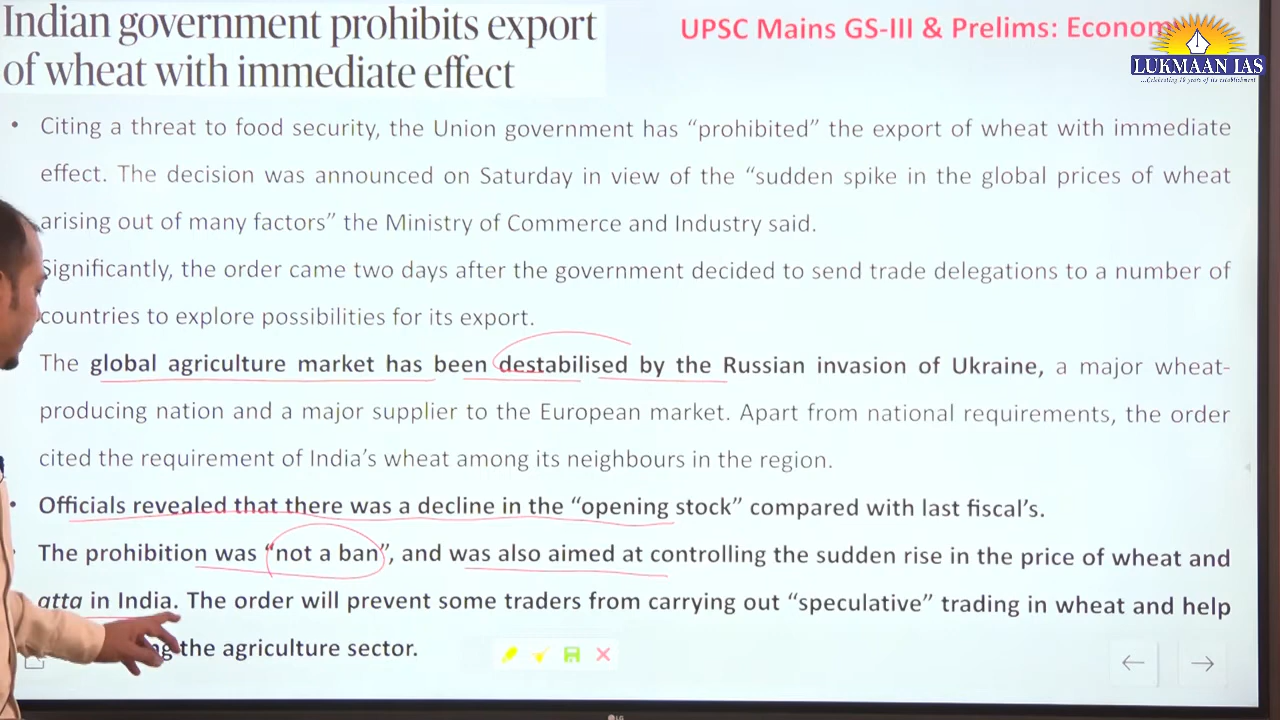 Indian government prohibits export
of wheat with immediate effect
UPSC Mains GS-III & Prelims:
LUKMAAN IAS
...Celebrating 16 years of its establishment
• Citing a threat to food security, the Union government has “prohibited” the export of wheat with immediate
effect. The decision was announced on Saturday in view of the “sudden spike in the global prices of wheat
arising out of many factors” the Ministry of Commerce and Industry said.
Significantly, the order came two days after the government decided to send trade delegations to a number of
countries to explore possibilities for its export.
The global agriculture market has been destabilised by the Russian invasion of Ukraine, a major wheat-
producing nation and a major supplier to the European market. Apart from national requirements, the order
cited the requirement of India’s wheat among its neighbours in the region.
• Officials revealed that there was a decline in the “opening stock” compared with last fiscal’s.
The prohibition was “not a ban”, and was also aimed at controlling the sudden rise in the price of wheat and
atta in India. The order will prevent some traders from carrying out “speculative” trading in wheat and help
the agriculture sector.
LG